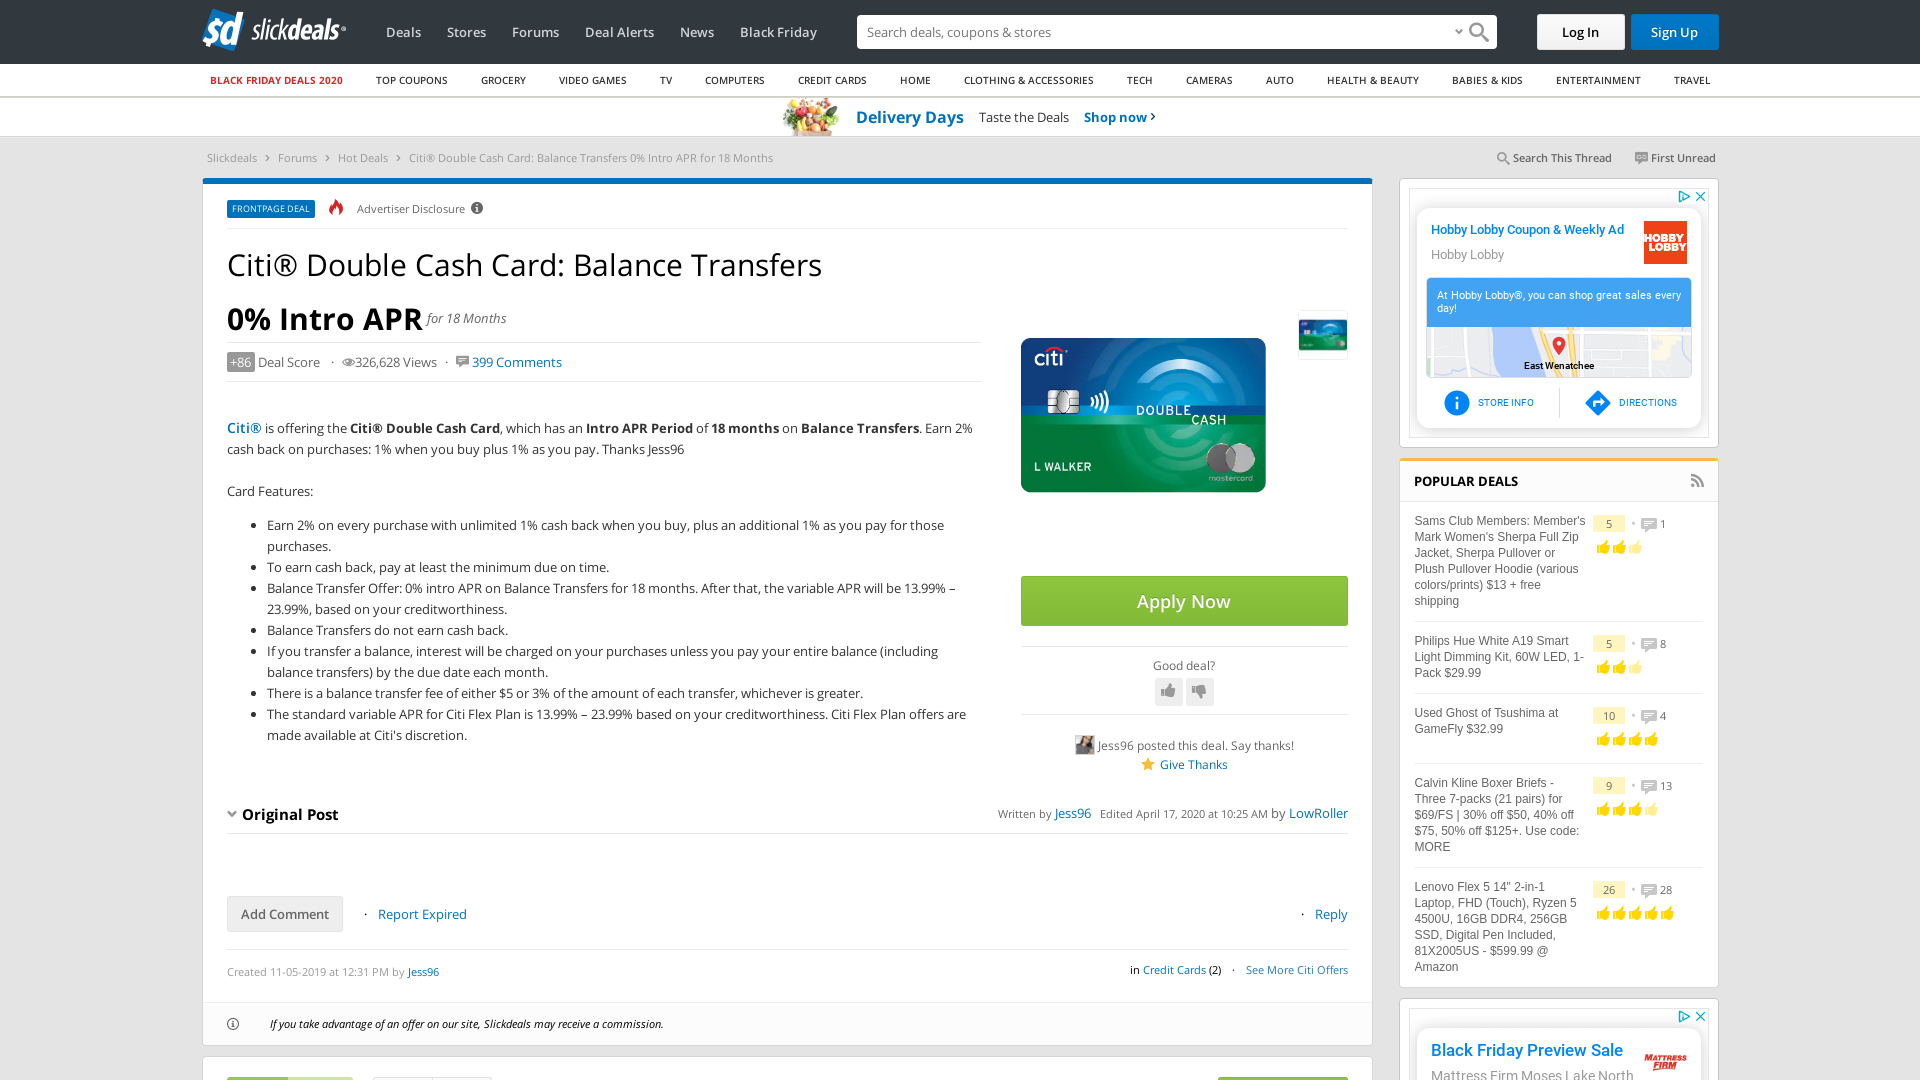 slickdeals
Deals
Stores
Forums
Deal Alerts
News
Black Friday
Search deals, coupons & stores
Log In
Sign Up
BLACK FRIDAY DEALS 2020
TOP COUPONS
GROCERY
VIDEO GAMES
TV
COMPUTERS
CREDIT CARDS
HOME
CLOTHING & ACCESSORIES
TECH
CAMERAS
AUTO
HEALTH & BEAUTY
BABIES & KIDS
ENTERTAINMENT
TRAVEL
Delivery Days Taste the Deals Shop now ›
Slickdeals › Forums › Hot Deals › Citi® Double Cash Card: Balance Transfers 0% Intro APR for 18 Months
Search This Thread
First Unread
FRONTPAGE DEAL
Advertiser Disclosure
Citi® Double Cash Card: Balance Transfers
0% Intro APR for 18 Months
+86 Deal Score · 326,628 Views · 399 Comments
Citi® is offering the Citi® Double Cash Card, which has an Intro APR Period of 18 months on Balance Transfers. Earn 2%
cash back on purchases: 1% when you buy plus 1% as you pay. Thanks Jess96
Card Features:
• Earn 2% on every purchase with unlimited 1% cash back when you buy, plus an additional 1% as you pay for those
purchases.
• To earn cash back, pay at least the minimum due on time.
• Balance Transfer Offer: 0% intro APR on Balance Transfers for 18 months. After that, the variable APR will be 13.99% –
23.99%, based on your creditworthiness.
• Balance Transfers do not earn cash back.
• If you transfer a balance, interest will be charged on your purchases unless you pay your entire balance (including
balance transfers) by the due date each month.
• There is a balance transfer fee of either $5 or 3% of the amount of each transfer, whichever is greater.
• The standard variable APR for Citi Flex Plan is 13.99% – 23.99% based on your creditworthiness. Citi Flex Plan offers are
made available at Citi's discretion.
citi
DOUBLE
CASH
L WALKER
mastercard.
Apply Now
Good deal?
Jess96 posted this deal. Say thanks!
Give Thanks
Original Post
Written by Jess96 Edited April 17, 2020 at 10:25 AM by LowRoller
Add Comment · Report Expired
· Reply
Created 11-05-2019 at 12:31 PM by Jess96
in Credit Cards (2) · See More Citi Offers
If you take advantage of an offer on our site, Slickdeals may receive a commission.
Hobby Lobby Coupon & Weekly Ad
Hobby Lobby
HOBBY
LOBBY
At Hobby Lobby®, you can shop great sales every
day!
East Wenatchee
STORE INFO
DIRECTIONS
POPULAR DEALS
Sams Club Members: Member's
Mark Women's Sherpa Full Zip
Jacket, Sherpa Pullover or
Plush Pullover Hoodie (various
colors/prints) $13 + free
shipping
5 • 1
Philips Hue White A19 Smart
Light Dimming Kit, 60W LED, 1-
Pack $29.99
5 • 8
Used Ghost of Tsushima at
GameFly $32.99
10 • 4
Calvin Kline Boxer Briefs -
Three 7-packs (21 pairs) for
$69/FS | 30% off $50, 40% off
$75, 50% off $125+. Use code:
MORE
9 • 13
Lenovo Flex 5 14" 2-in-1
Laptop, FHD (Touch), Ryzen 5
4500U, 16GB DDR4, 256GB
SSD, Digital Pen Included,
81X2005US - $599.99 @
Amazon
26 • 28
Black Friday Preview Sale
Mattress Firm Moses Lake North
MATTRESS
FIRM